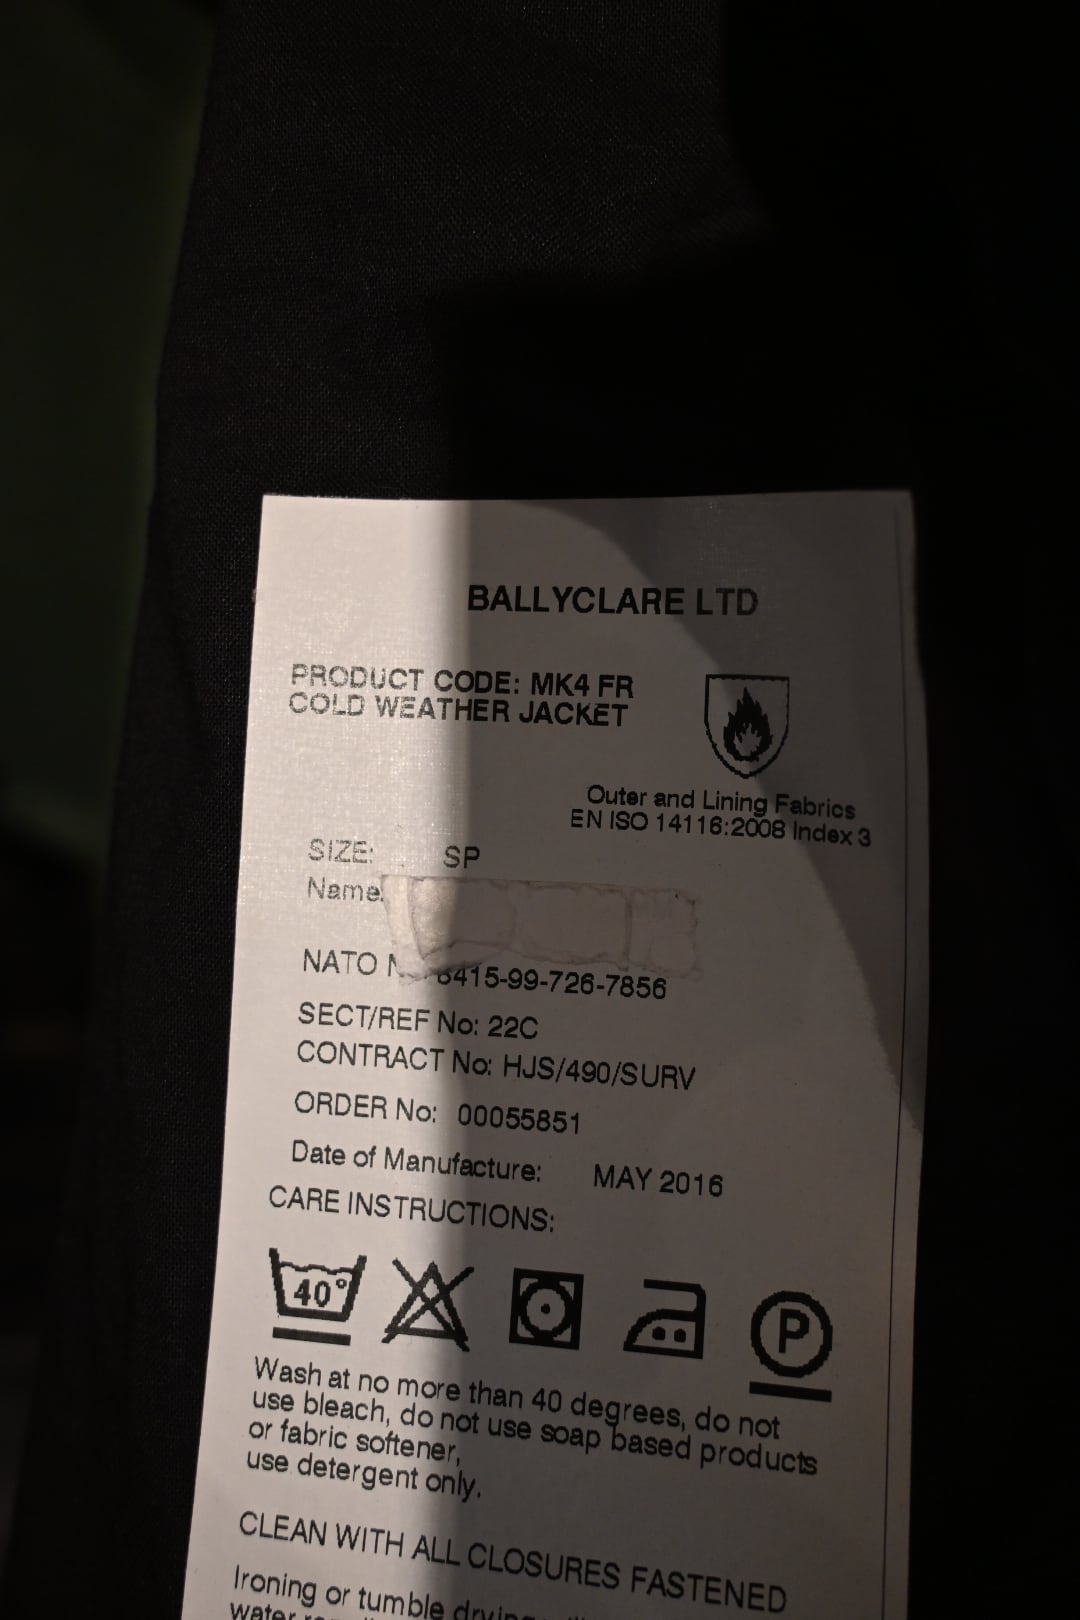 BALLYCLARE LTD
PRODUCT CODE: MK4 FR
COLD WEATHER JACKET
Outer and Lining Fabrics
EN ISO 14116:2008 Index 3
SIZE: SP
Name:
NATO 8415-99-726-7856
SECT/REF No: 22C
CONTRACT No: HJS/490/SURV
ORDER No: 00055851
Date of Manufacture: MAY 2016
CARE INSTRUCTIONS:
40° P
Wash at no more than 40 degrees, do not
use bleach, do not use soap based products
or fabric softener,
use detergent only.
CLEAN WITH ALL CLOSURES FASTENED
Ironing or tumble drying
water